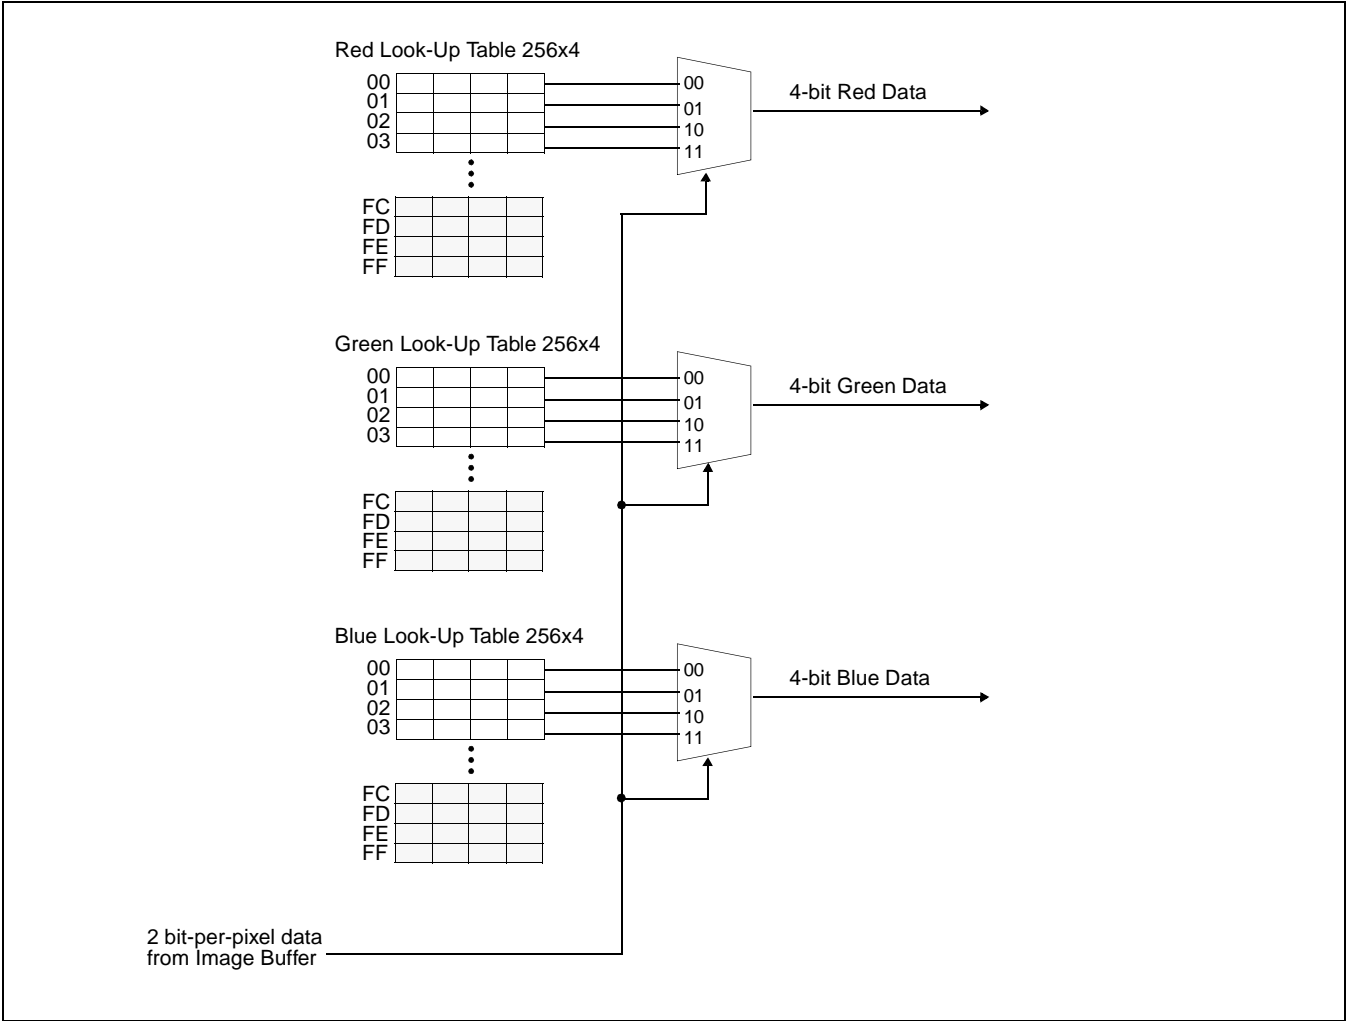 Red Look-Up Table 256x4
00
01
02
03
FC
FD
FE
FF
00
01
10
11
4-bit Red Data
Green Look-Up Table 256x4
00
01
02
03
FC
FD
FE
FF
00
01
10
11
4-bit Green Data
Blue Look-Up Table 256x4
00
01
02
03
FC
FD
FE
FF
00
01
10
11
4-bit Blue Data
2 bit-per-pixel data
from Image Buffer